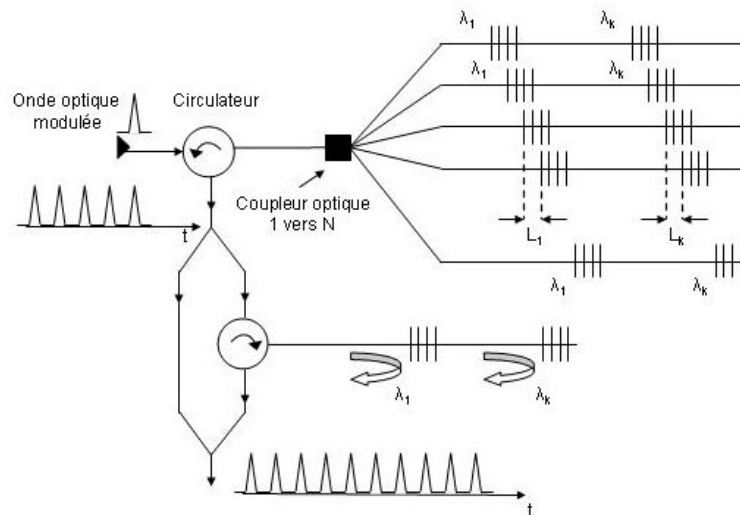 λ1 λk
λ1 λk
Onde optique
modulée
Circulateur
Coupleur optique
1 vers N
t
L1 Lk
λ1 λk
λ1 λk
t